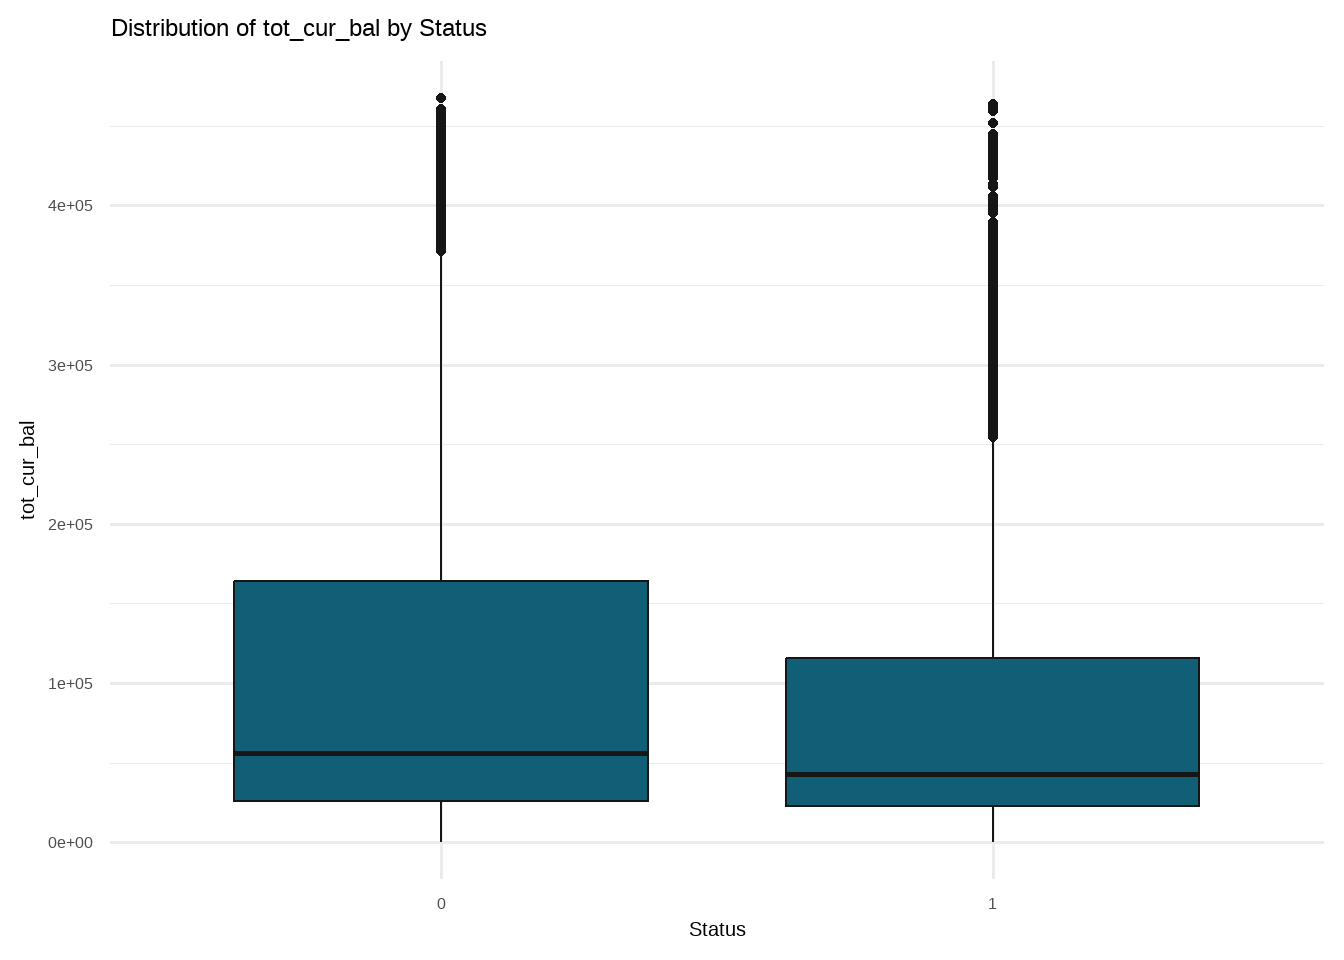 Distribution of tot_cur_bal by Status
4e+05
3e+05
2e+05
1e+05
0e+00
tot_cur_bal
0 1
Status